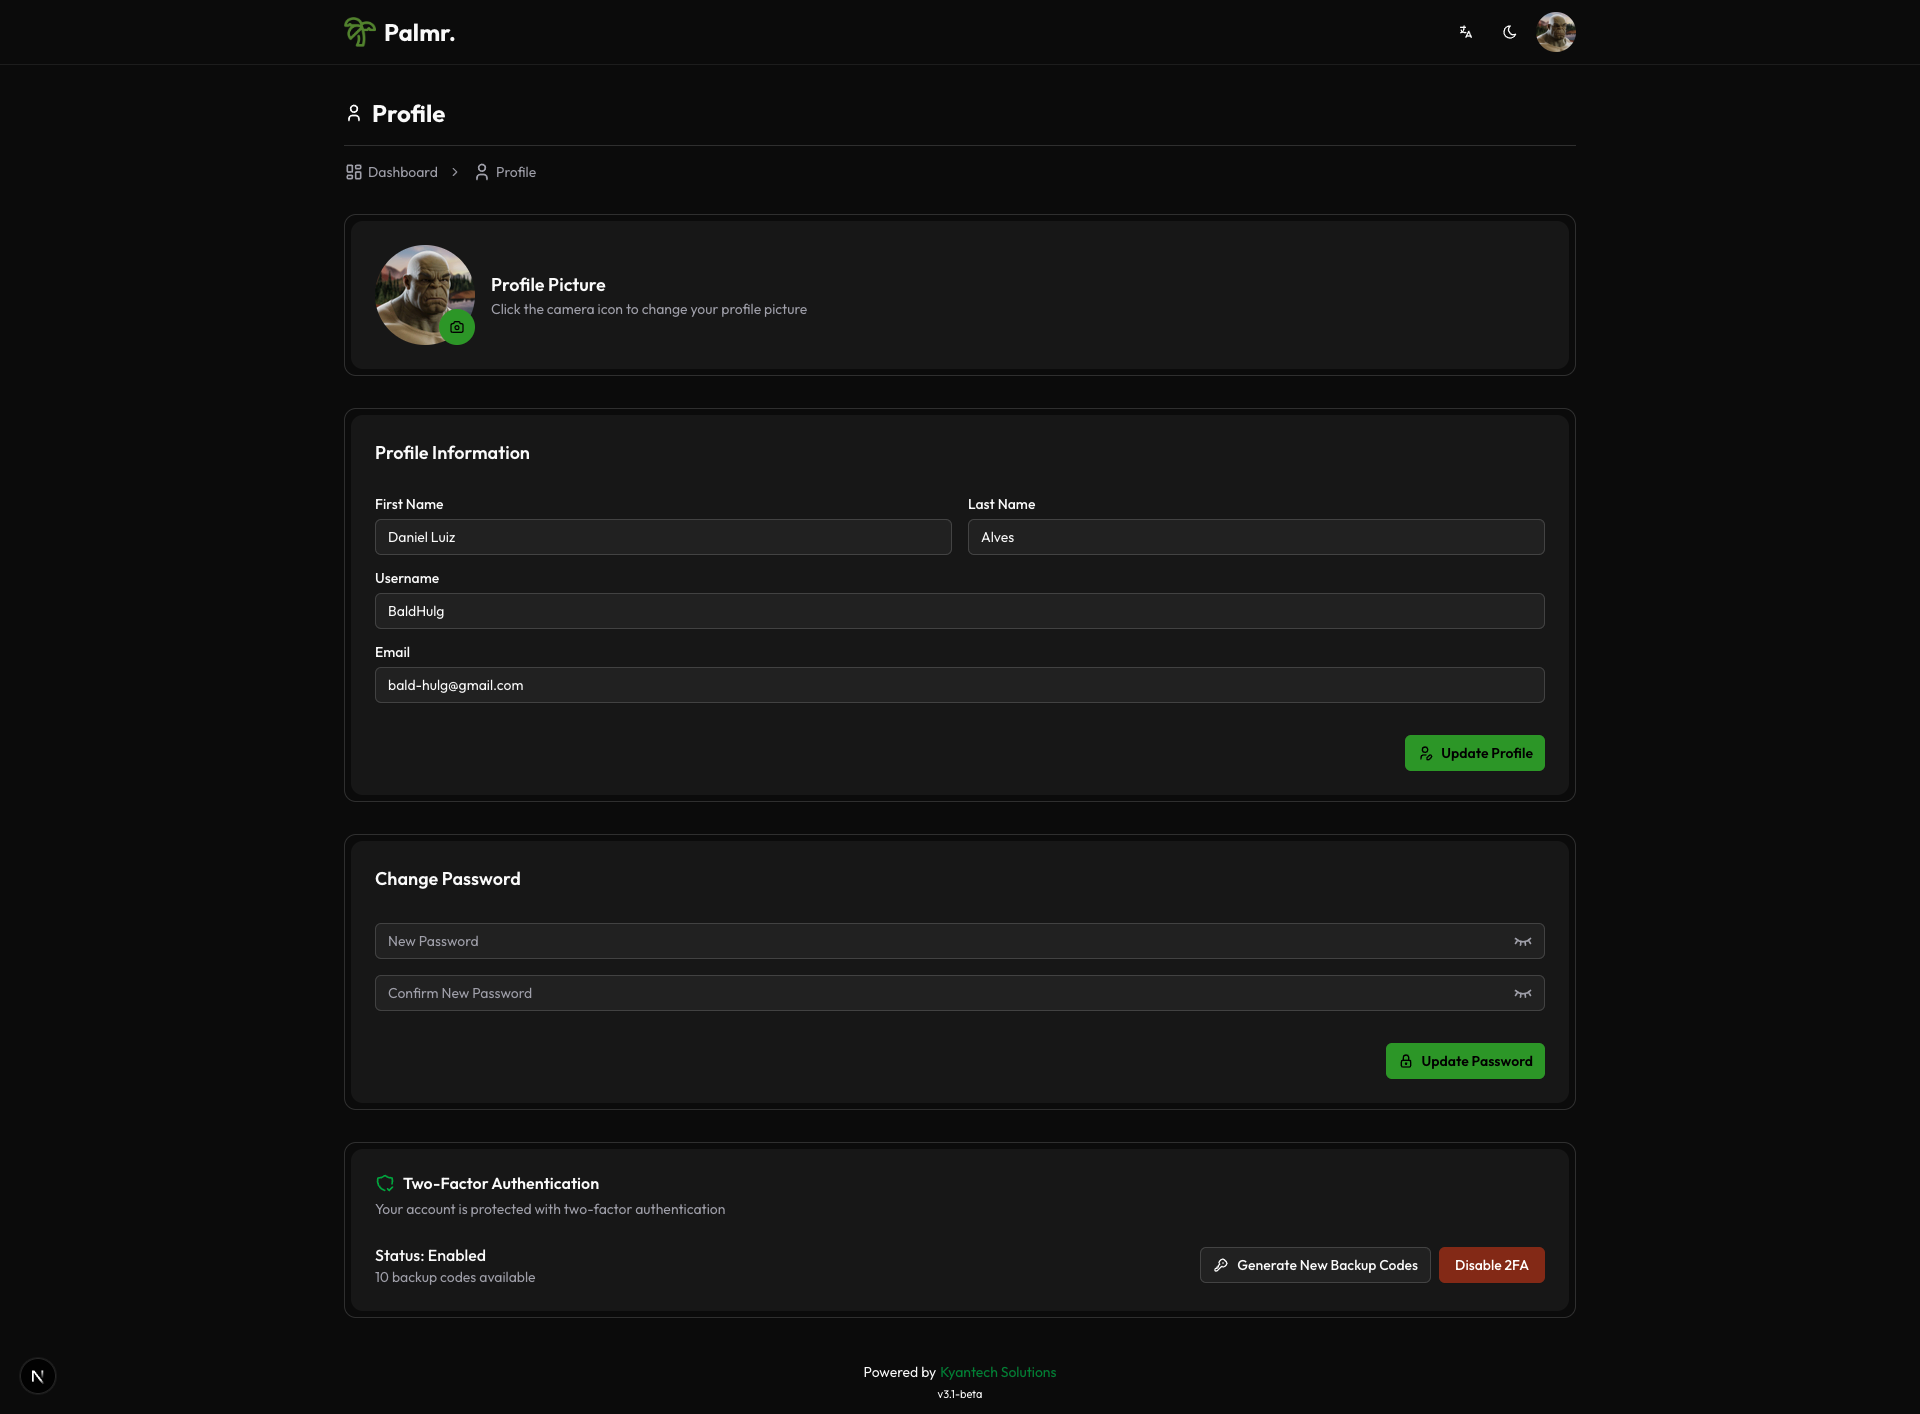 Palmr.
Profile
Dashboard
Profile
Profile Picture
Click the camera icon to change your profile picture
Profile Information
First Name
Last Name
Daniel Luiz
Alves
Username
BaldHulg
Email
bald-hulg@gmail.com
Update Profile
Change Password
New Password
Confirm New Password
Update Password
Two-Factor Authentication
Your account is protected with two-factor authentication
Status: Enabled
10 backup codes available
Generate New Backup Codes
Disable 2FA
N
Powered by Kyantech Solutions
v3.1-beta